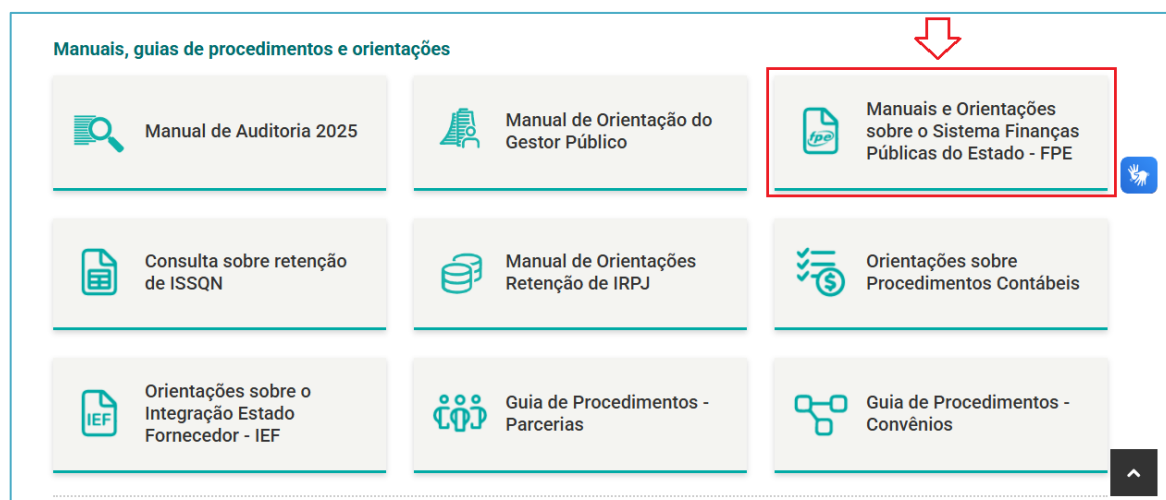 Manuais, guias de procedimentos e orientações
Manual de Auditoria 2025
Manual de Orientação do
Gestor Público
fpe
Manuais e Orientações
sobre o Sistema Finanças
Públicas do Estado - FPE
Consulta sobre retenção
de ISSQN
Manual de Orientações
Retenção de IRPJ
Orientações sobre
Procedimentos Contábeis
IEF
Orientações sobre o
Integração Estado
Fornecedor - IEF
Guia de Procedimentos -
Parcerias
Guia de Procedimentos -
Convênios